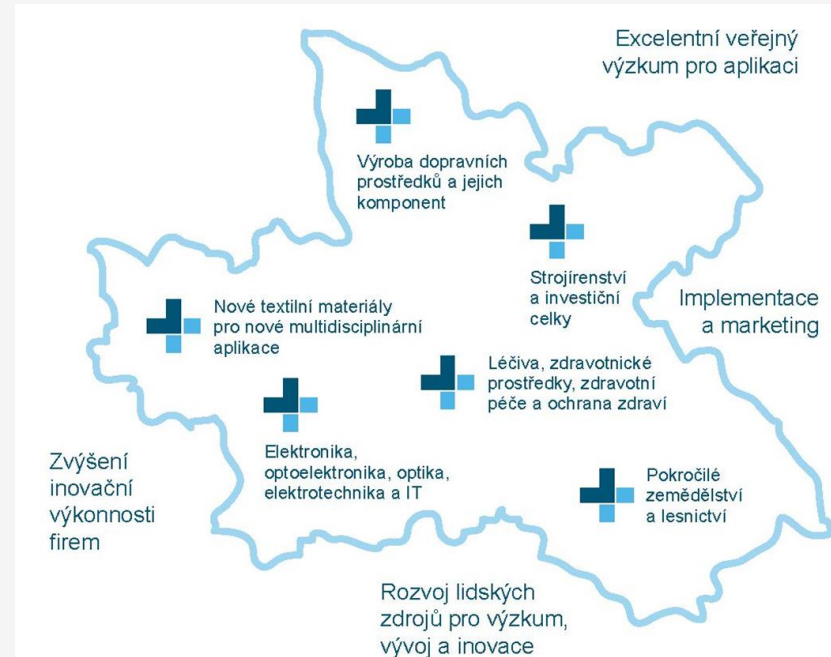 Excelentní veřejný
výzkum pro aplikaci
Výroba dopravních
prostředků a jejich
komponent
Strojírenství
a investiční
celky
Implementace
a marketing
Nové textilní materiály
pro nové multidisciplinární
aplikace
Léčiva, zdravotnické
prostředky, zdravotní
péče a ochrana zdraví
Elektronika,
optoelektronika, optika,
elektrotechnika a IT
Zvýšení
inovační
výkonnosti
firem
Pokročilé
zemědělství
a lesnictví
Rozvoj lidských
zdrojů pro výzkum,
vývoj a inovace